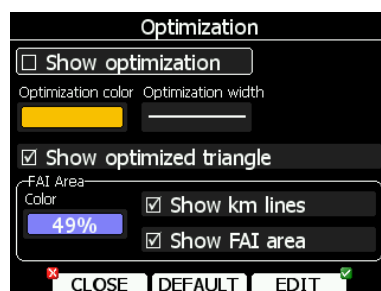 Optimization
Show optimization
Optimization color Optimization width
Show optimized triangle
FAI Area
Color
49%
Show km lines
Show FAI area
CLOSE DEFAULT EDIT